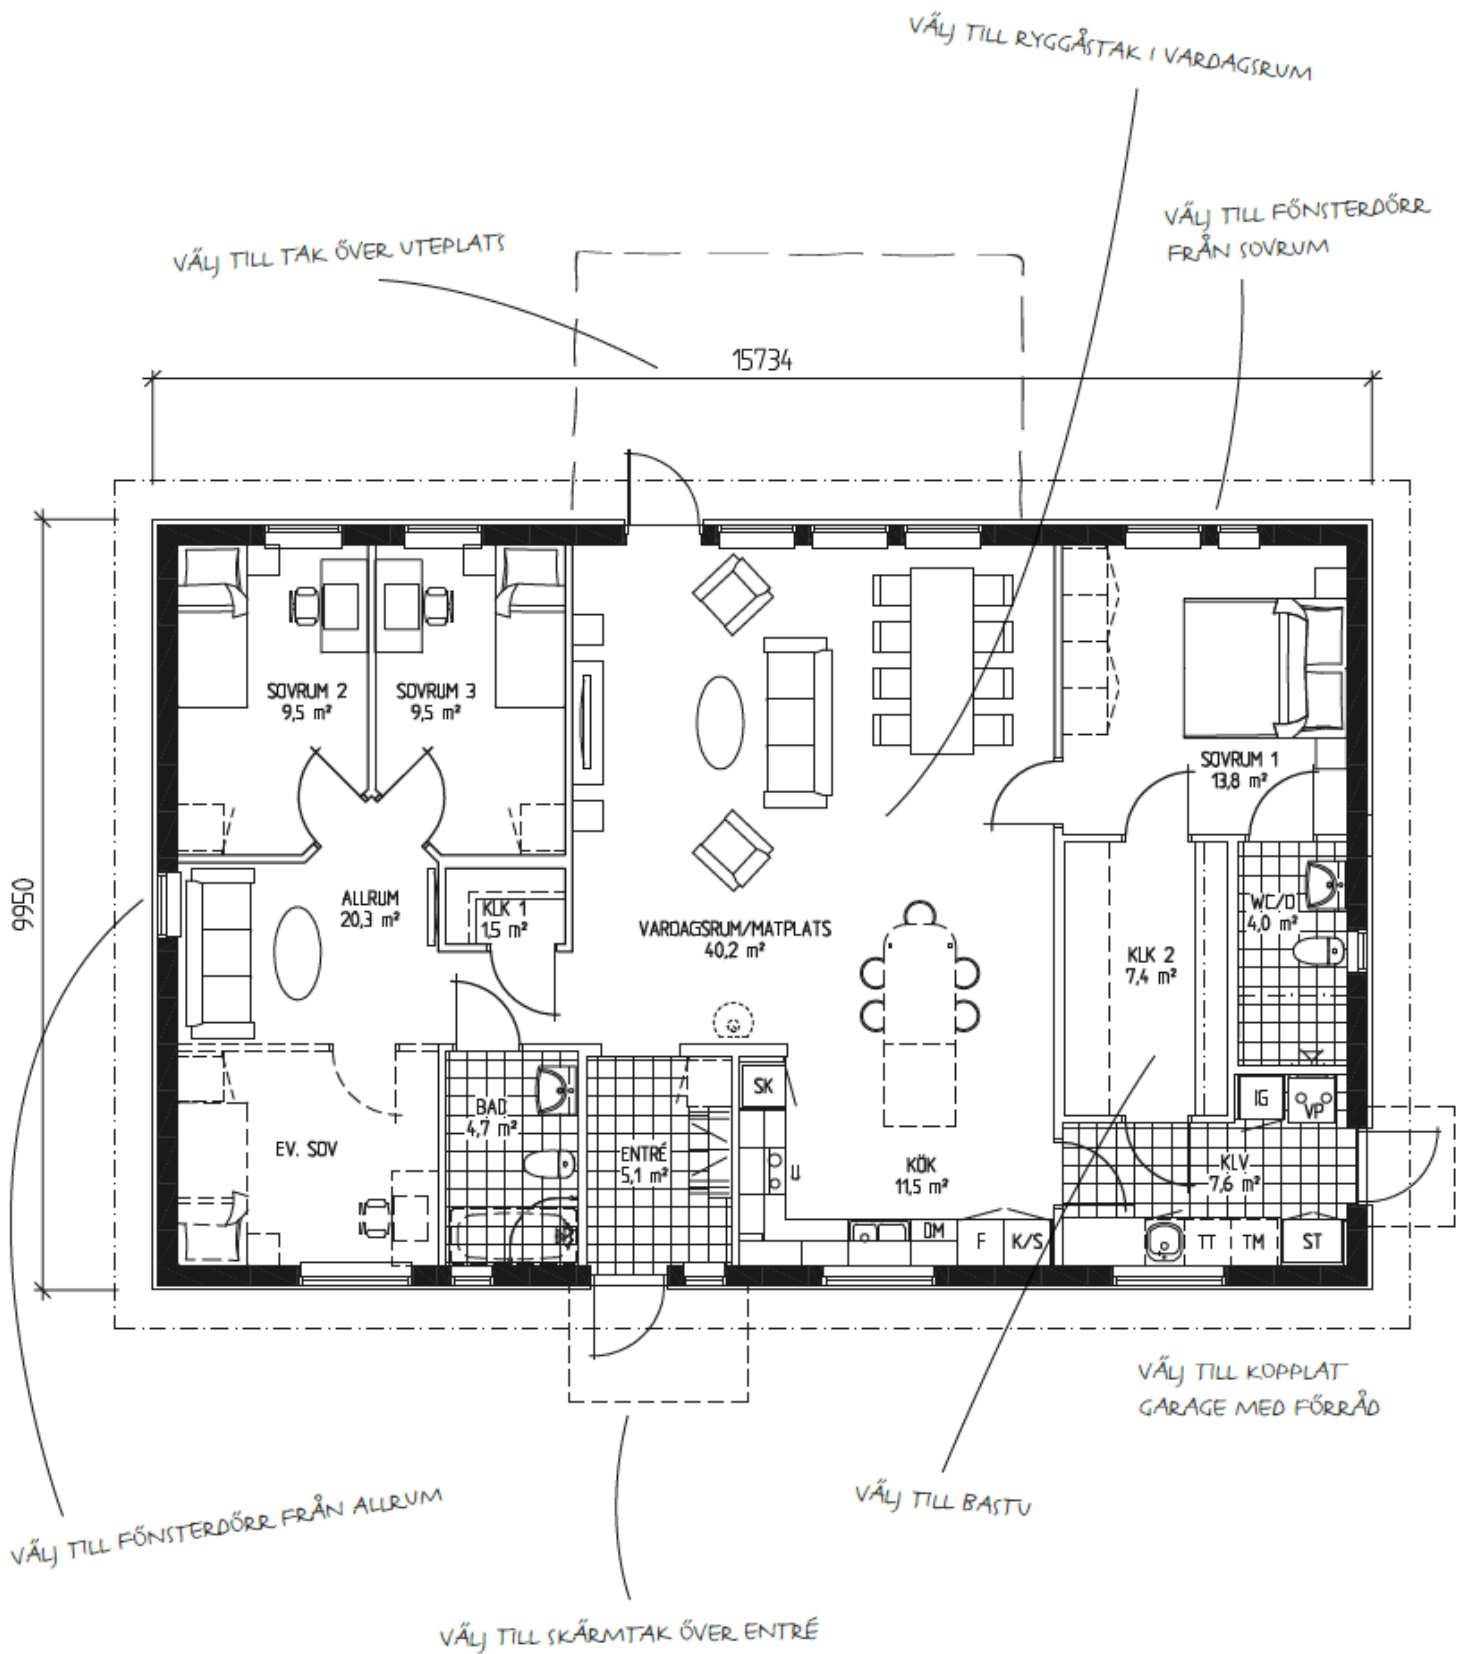 VÄLJ TILL RYGGÅSTAK I VARDAGSRUM
VÄLJ TILL FÖNSTERDÖRR
FRÅN SOVRUM
VÄLJ TILL TAK ÖVER UTEPLATS
15734
9950
SOVRUM 2
9,5 m²
SOVRUM 3
9,5 m²
SOVRUM 1
13,8 m²
ALLRUM
20,3 m²
KLK 1
1,5 m²
VARDAGSRUM/MATPLATS
40,2 m²
KLK 2
7,4 m²
WC/D
4,0 m²
EV. SOV
BAD
4,7 m²
ENTRÉ
5,1 m²
SK
U
KÖK
11,5 m²
DM
F
K/S
IG
VP
KLV
7,6 m²
TT
TM
ST
VÄLJ TILL KOPPLAT
GARAGE MED FÖRRÅD
VÄLJ TILL BASTU
VÄLJ TILL FÖNSTERDÖRR FRÅN ALLRUM
VÄLJ TILL SKÄRMTAK ÖVER ENTRÉ